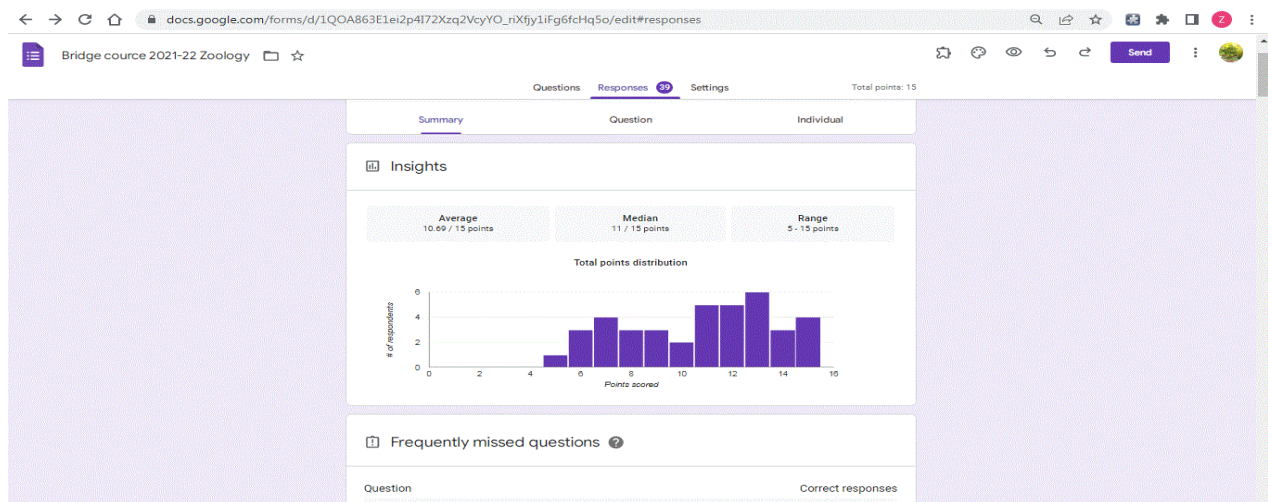 docs.google.com/forms/d/1QOA863E1ei2p4I72Xzq2VcyYO_riXfjy1iFg6fcHq5o/edit#responses
Z
Bridge cource 2021-22 Zoology
Send
Questions Responses 39 Settings Total points: 15
Summary Question Individual
Insights
Average Median Range
10.69 / 15 points 11 / 15 points 5 - 15 points
Total points distribution
# of respondents
6
4
2
0
0 2 4 6 8 10 12 14 16
Points scored
Frequently missed questions ?
Question Correct responses